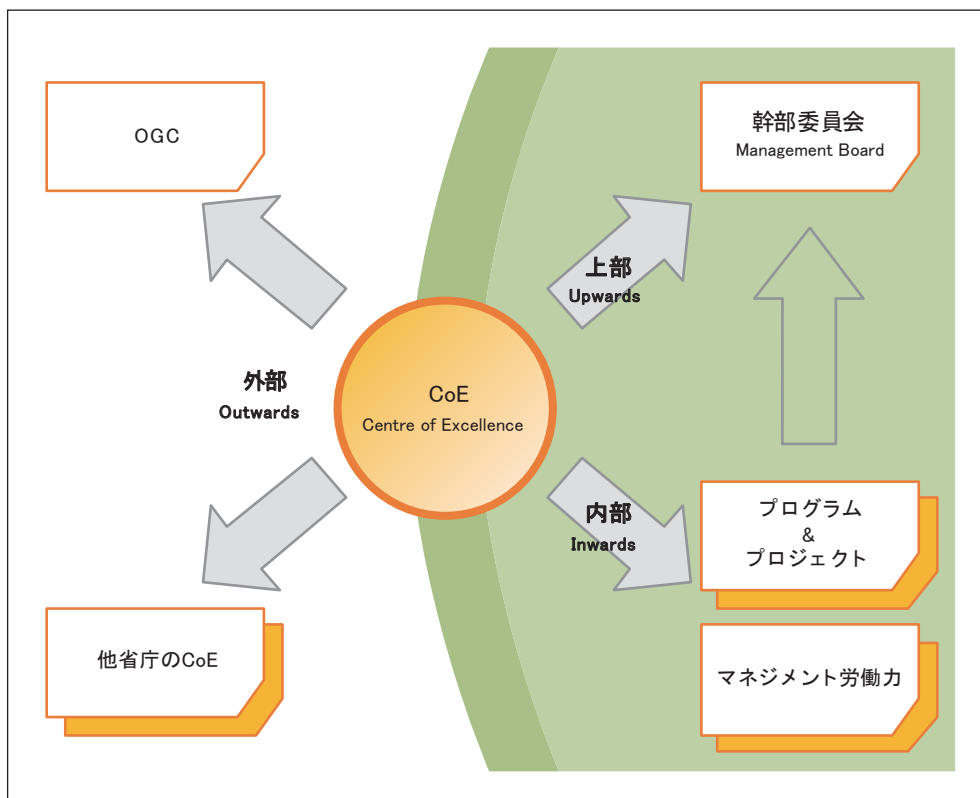 OGC
幹部委員会
Management Board
上部
Upwards
外部
Outwards
CoE
Centre of Excellence
内部
Inwards
プログラム
&
プロジェクト
他省庁のCoE
マネジメント労働力